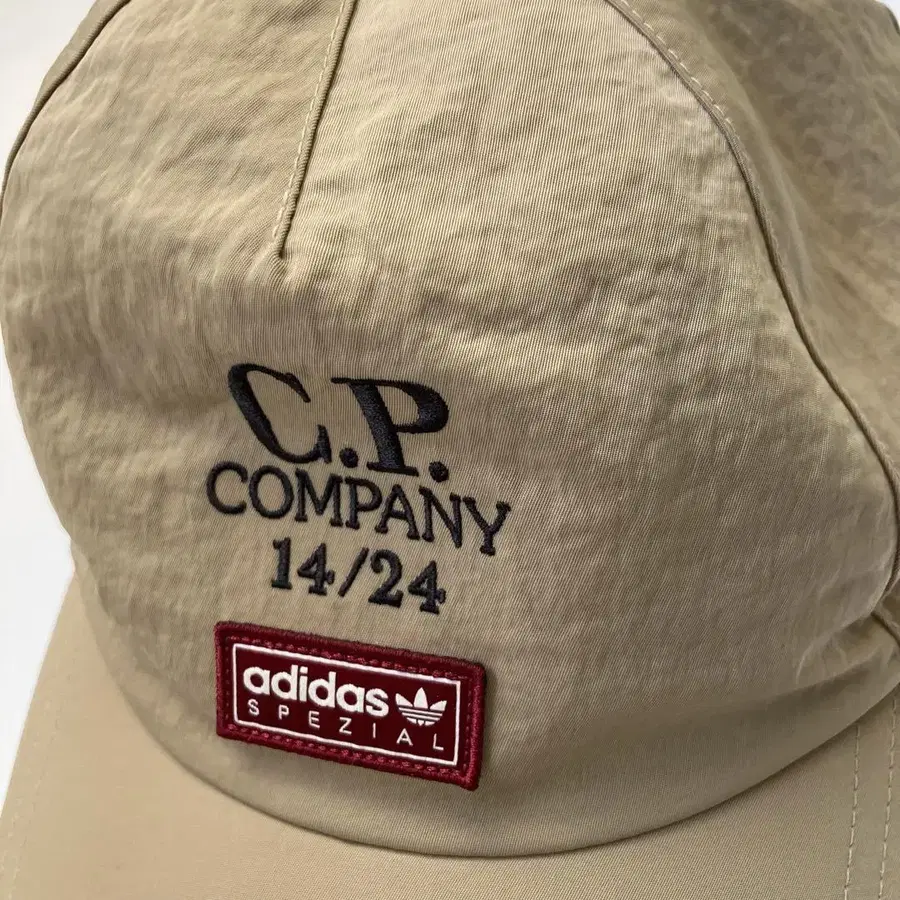 C.P.
COMPANY
14/24
adidas
SPEZIAL